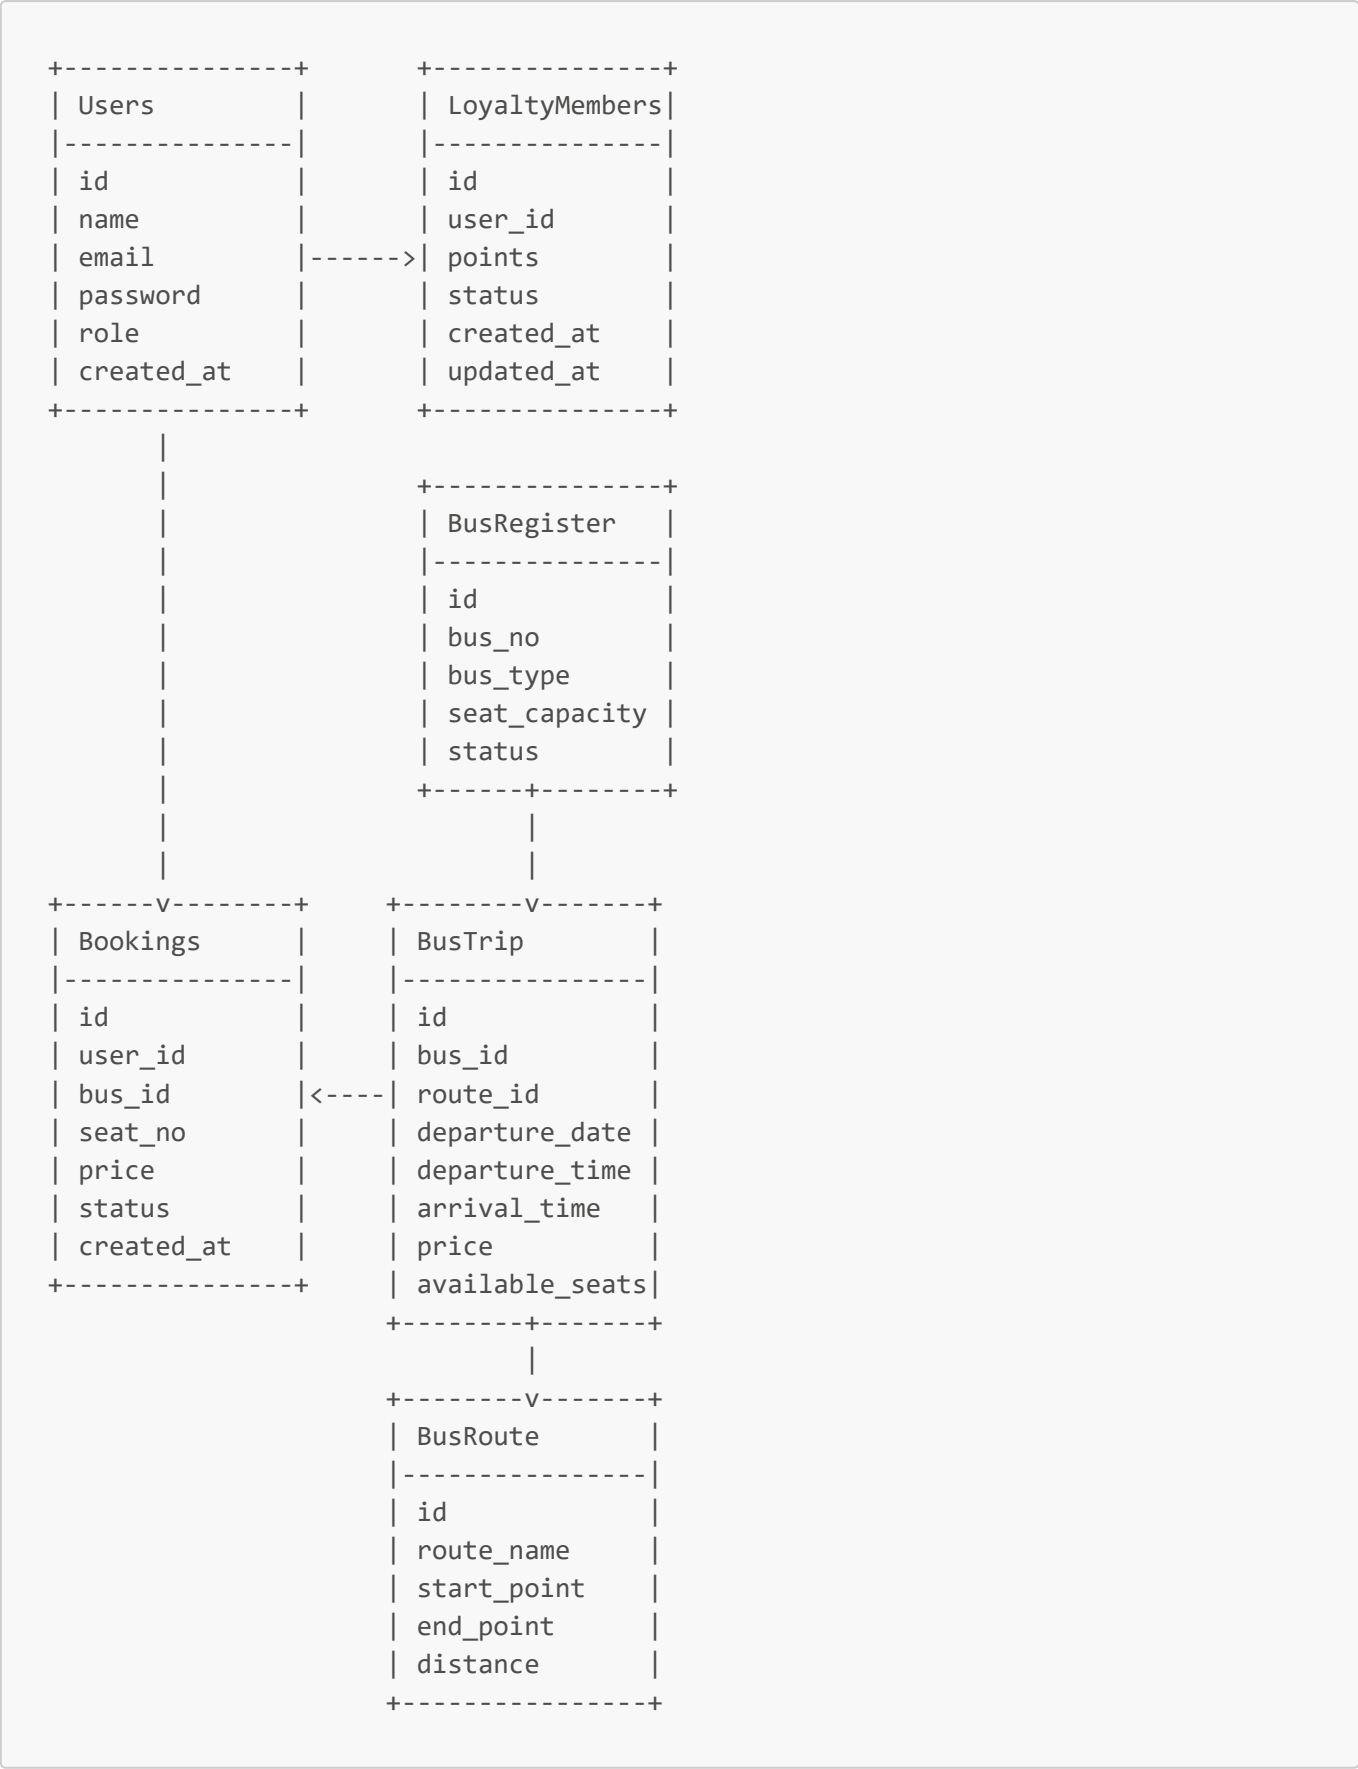 +---------------+       +---------------+
| Users         |       | LoyaltyMembers|
|---------------|       |---------------|
| id            |       | id            |
| name          |       | user_id       |
| email         |------>| points        |
| password      |       | status        |
| role          |       | created_at    |
| created_at    |       | updated_at    |
+---------------+       +---------------+
       |
       |                +---------------+
       |                | BusRegister   |
       |                |---------------|
       |                | id            |
       |                | bus_no        |
       |                | bus_type      |
       |                | seat_capacity |
       |                | status        |
       |                +------+--------+
       |                       |
       |                       |
+------v--------+     +--------v-------+
| Bookings      |     | BusTrip        |
|---------------|     |----------------|
| id            |     | id             |
| user_id       |     | bus_id         |
| bus_id        |<----| route_id       |
| seat_no       |     | departure_date |
| price         |     | departure_time |
| status        |     | arrival_time   |
| created_at    |     | price          |
+---------------+     | available_seats|
                      +--------+-------+
                               |
                      +--------v-------+
                      | BusRoute       |
                      |----------------|
                      | id             |
                      | route_name     |
                      | start_point    |
                      | end_point      |
                      | distance       |
                      +----------------+